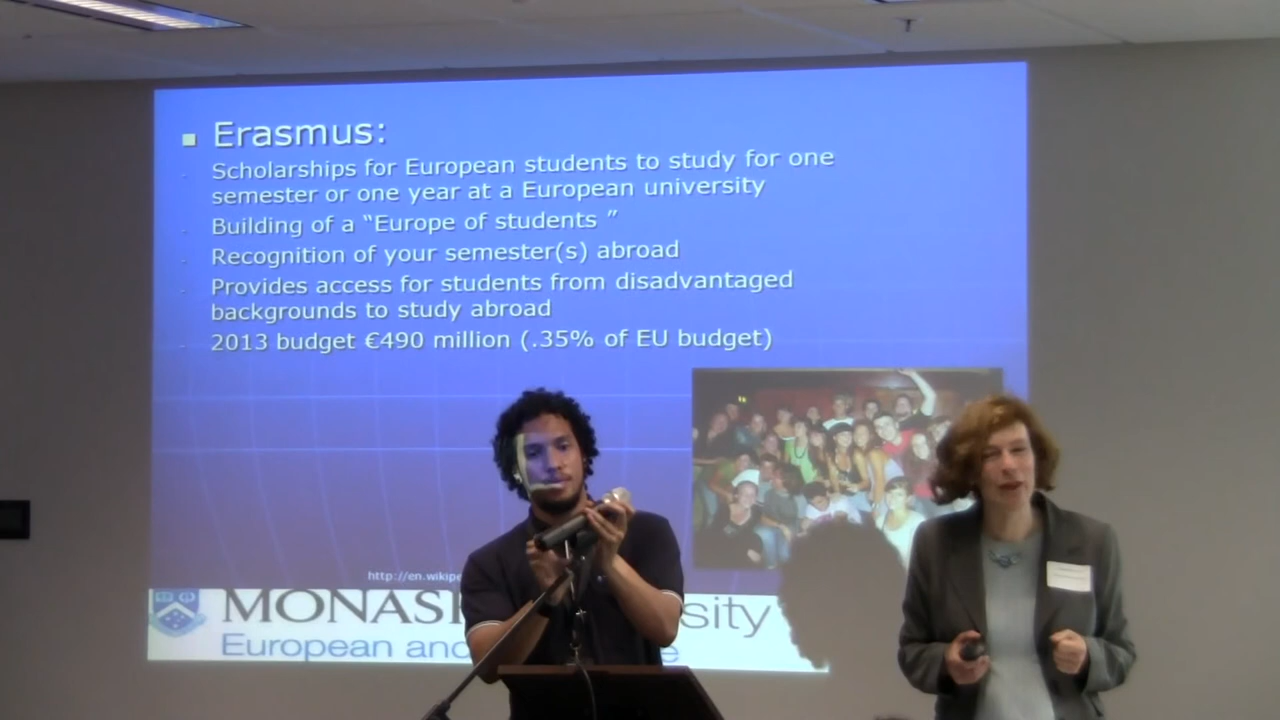 Erasmus:
Scholarships for European students to study for one
semester or one year at a European university
Building of a “Europe of students ”
Recognition of your semester(s) abroad
Provides access for students from disadvantaged
backgrounds to study abroad
2013 budget €490 million (.35% of EU budget)
http://en.wikipe
MONAS sity
European and